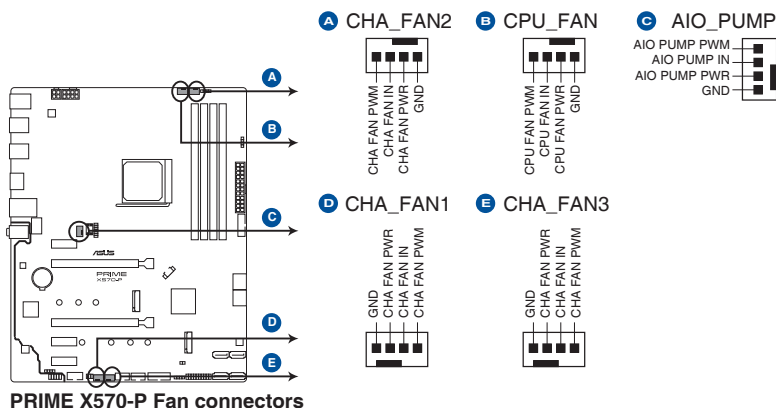 A CHA_FAN2
CHA FAN PWM
CHA FAN IN
CHA FAN PWR
GND
B CPU_FAN
CPU FAN PWM
CPU FAN IN
CPU FAN PWR
GND
C AIO_PUMP
AIO PUMP PWM
AIO PUMP IN
AIO PUMP PWR
GND
A
B
C
D
E
D CHA_FAN1
GND
CHA FAN PWR
CHA FAN IN
CHA FAN PWM
E CHA_FAN3
GND
CHA FAN PWR
CHA FAN IN
CHA FAN PWM
ASUS
PRIME
X570-P
PRIME X570-P Fan connectors